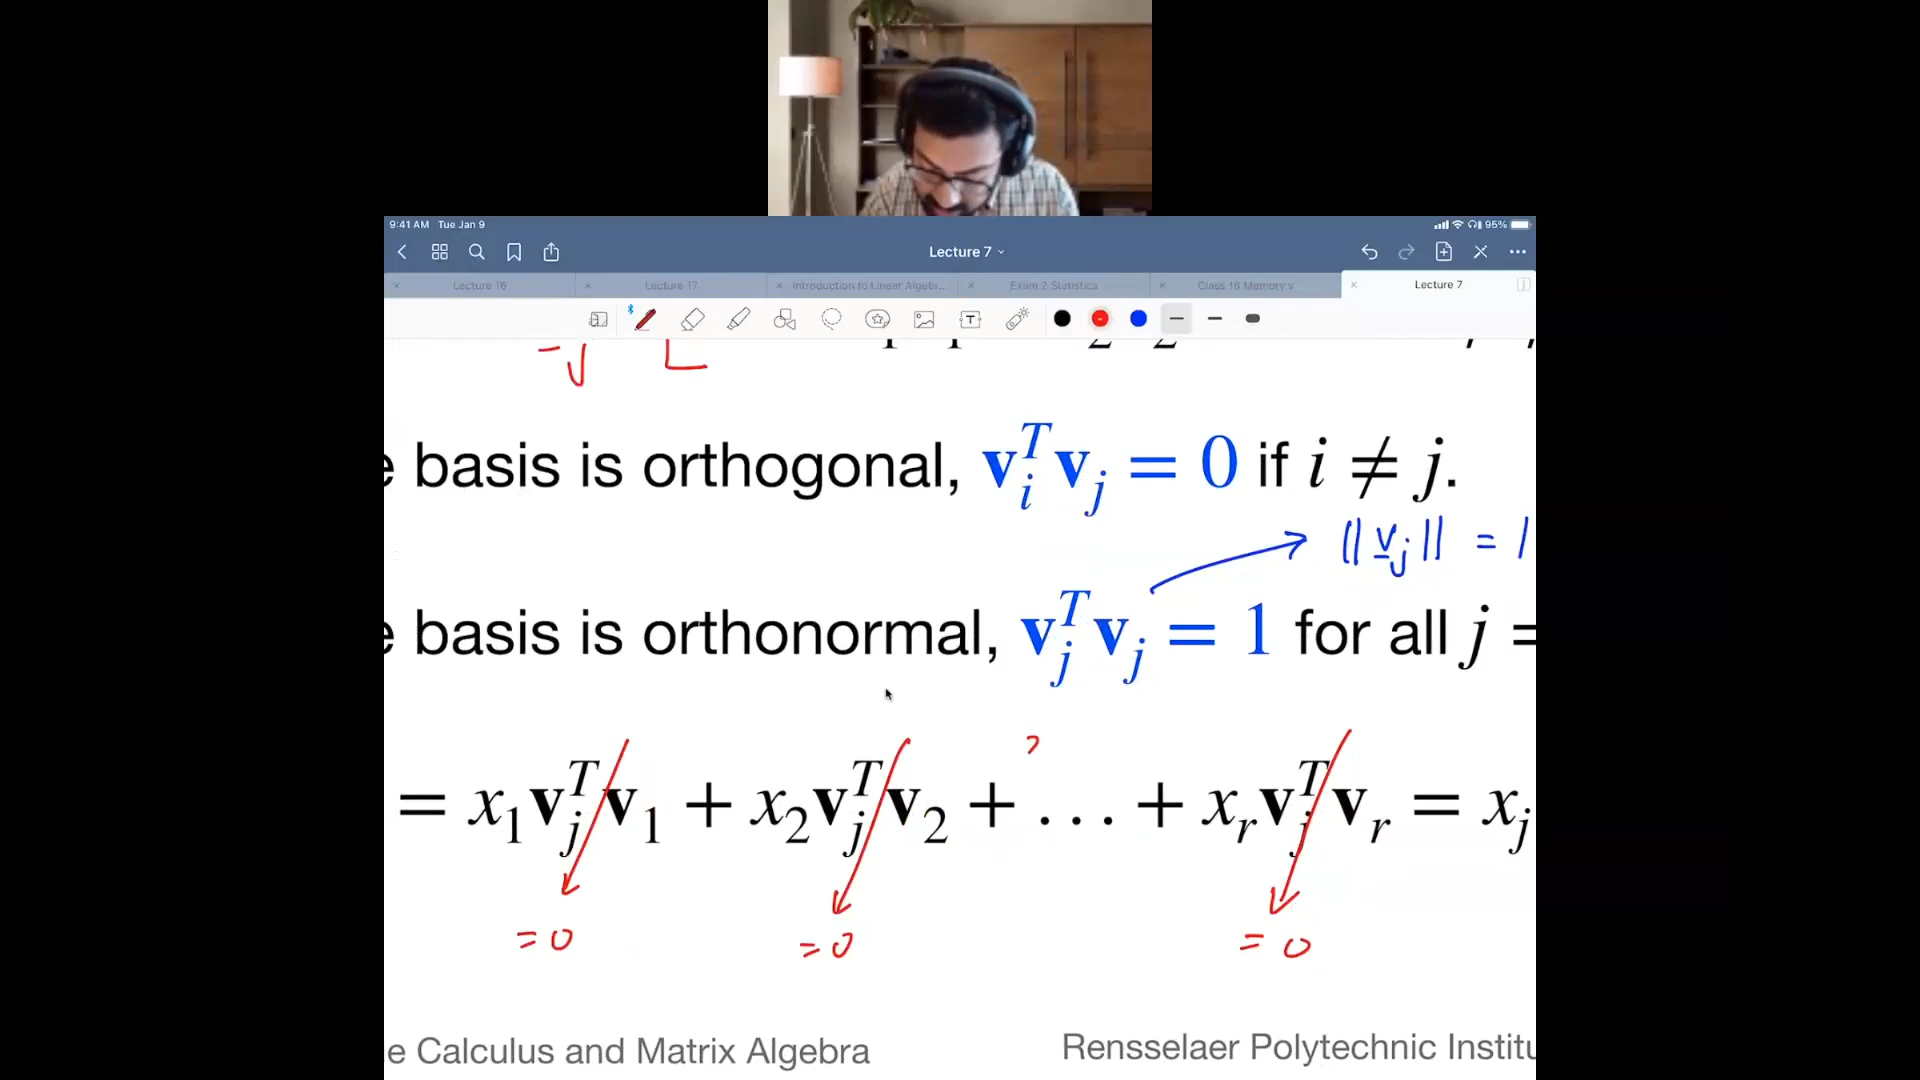 9:41 AM Tue Jan 9
95%
Lecture 7
Lecture 16
Lecture 17
Introduction to Linear Algebr...
Exam 2 Statistics
Class 18 Memory v
Lecture 7
e basis is orthogonal, v_i^T v_j = 0 if i ≠ j.
||v_j|| = 1
e basis is orthonormal, v_j^T v_j = 1 for all j =
= x_1 v_j^T v_1 + x_2 v_j^T v_2 + ... + x_r v_j^T v_r = x_j
= 0
= 0
= 0
e Calculus and Matrix Algebra
Rensselaer Polytechnic Institu